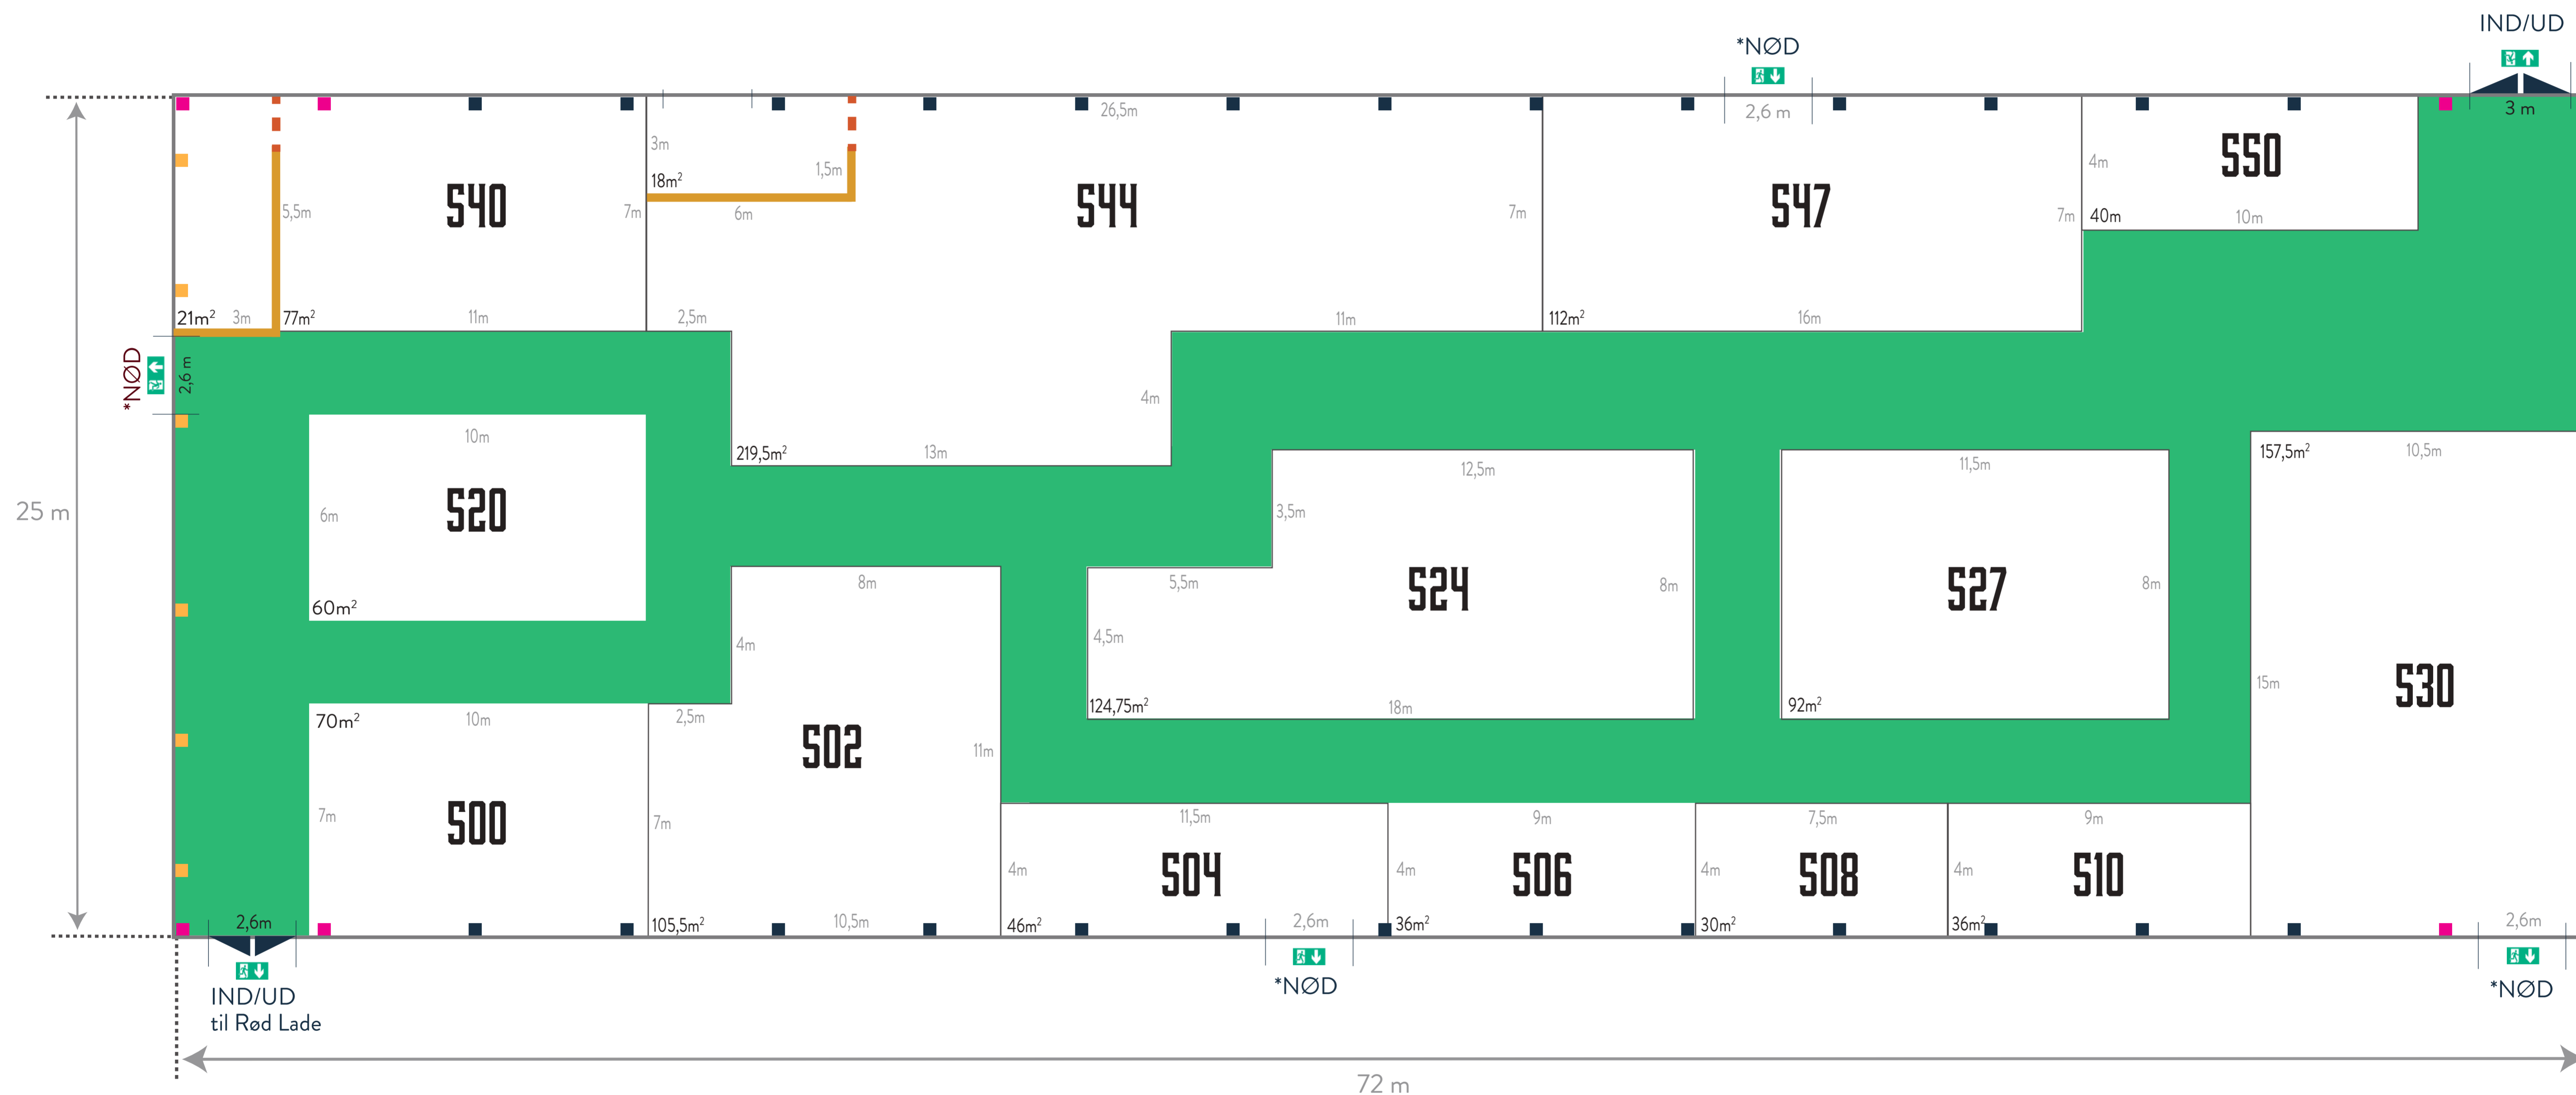 IND/UD
*NØD
2,6 m
3 m
26,5m
3m
18m²
1,5m
6m
5,5m
540
7m
544
7m
547
7m
4m
550
40m
10m
21m²
3m
77m²
11m
2,5m
11m
112m²
16m
*NØD
2,6 m
4m
219,5m²
13m
10m
6m
520
60m²
25 m
12,5m
3,5m
524
8m
5,5m
4,5m
124,75m²
18m
11,5m
527
8m
92m²
157,5m²
10,5m
15m
530
8m
4m
2,5m
502
11m
7m
105,5m²
10,5m
70m²
10m
7m
500
11,5m
4m
504
46m²
2,6m
9m
4m
506
36m²
7,5m
4m
508
30m²
9m
4m
510
36m²
2,6m
2,6m
IND/UD
til Rød Lade
*NØD
*NØD
72 m